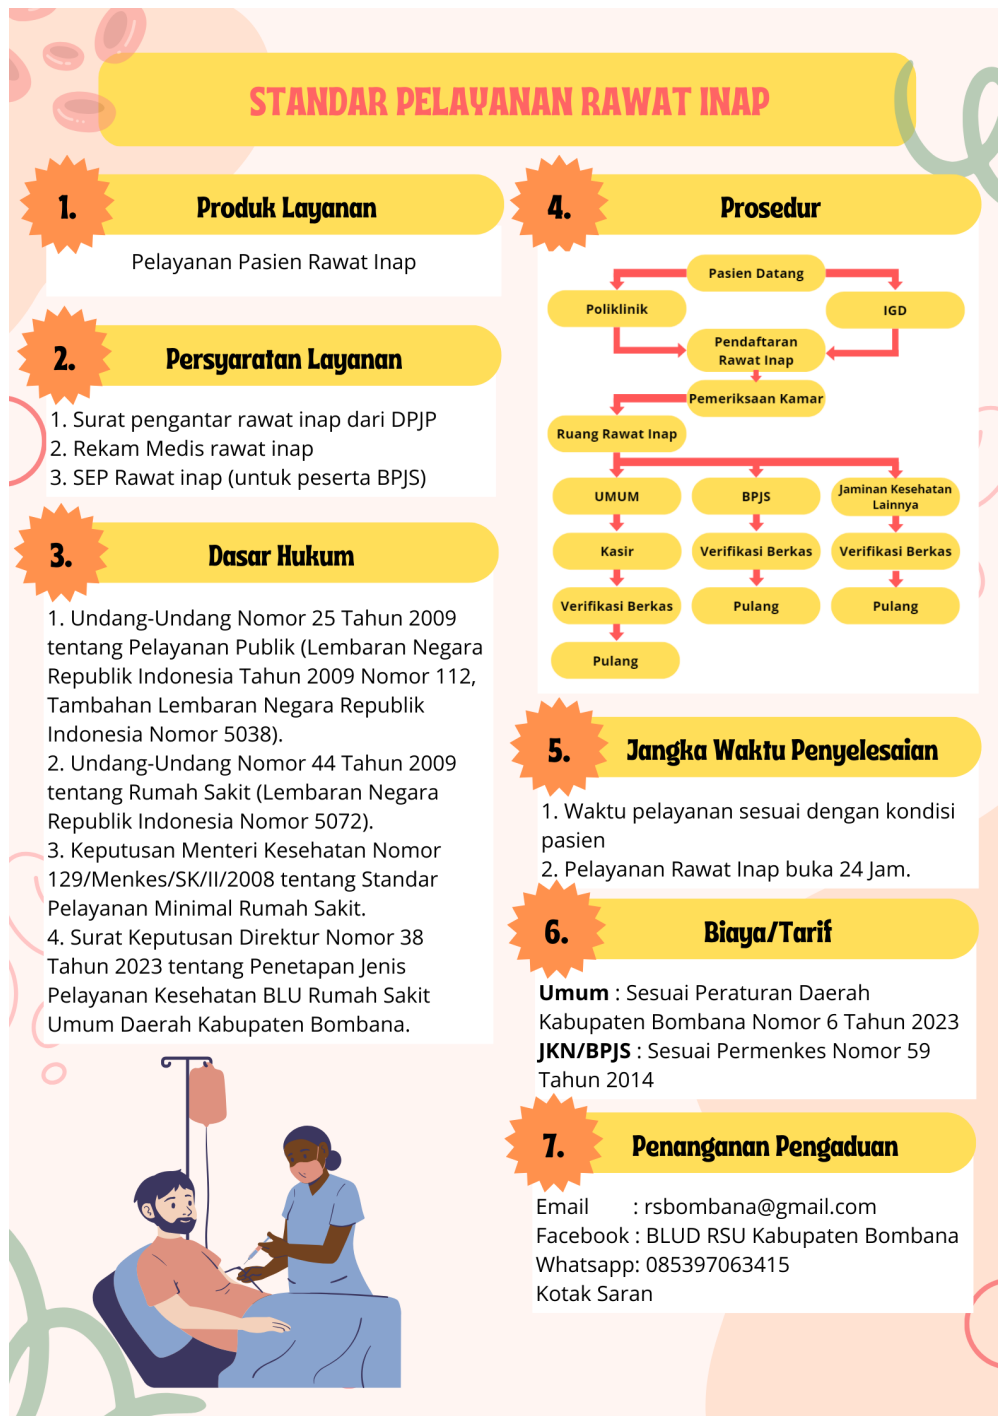 STANDAR PELAYANAN RAWAT INAP
1.
Produk Layanan
Pelayanan Pasien Rawat Inap
2.
Persyaratan Layanan
1. Surat pengantar rawat inap dari DPJP
2. Rekam Medis rawat inap
3. SEP Rawat inap (untuk peserta BPJS)
3.
Dasar Hukum
1. Undang-Undang Nomor 25 Tahun 2009
tentang Pelayanan Publik (Lembaran Negara
Republik Indonesia Tahun 2009 Nomor 112,
Tambahan Lembaran Negara Republik
Indonesia Nomor 5038).
2. Undang-Undang Nomor 44 Tahun 2009
tentang Rumah Sakit (Lembaran Negara
Republik Indonesia Nomor 5072).
3. Keputusan Menteri Kesehatan Nomor
129/Menkes/SK/II/2008 tentang Standar
Pelayanan Minimal Rumah Sakit.
4. Surat Keputusan Direktur Nomor 38
Tahun 2023 tentang Penetapan Jenis
Pelayanan Kesehatan BLU Rumah Sakit
Umum Daerah Kabupaten Bombana.
4.
Prosedur
Pasien Datang
Poliklinik
IGD
Pendaftaran
Rawat Inap
Pemeriksaan Kamar
Ruang Rawat Inap
UMUM
BPJS
Jaminan Kesehatan
Lainnya
Kasir
Verifikasi Berkas
Verifikasi Berkas
Verifikasi Berkas
Pulang
Pulang
Pulang
5.
Jangka Waktu Penyelesaian
1. Waktu pelayanan sesuai dengan kondisi
pasien
2. Pelayanan Rawat Inap buka 24 Jam.
6.
Biaya/Tarif
Umum : Sesuai Peraturan Daerah
Kabupaten Bombana Nomor 6 Tahun 2023
JKN/BPJS : Sesuai Permenkes Nomor 59
Tahun 2014
7.
Penanganan Pengaduan
Email : rsbombana@gmail.com
Facebook : BLUD RSU Kabupaten Bombana
Whatsapp: 085397063415
Kotak Saran